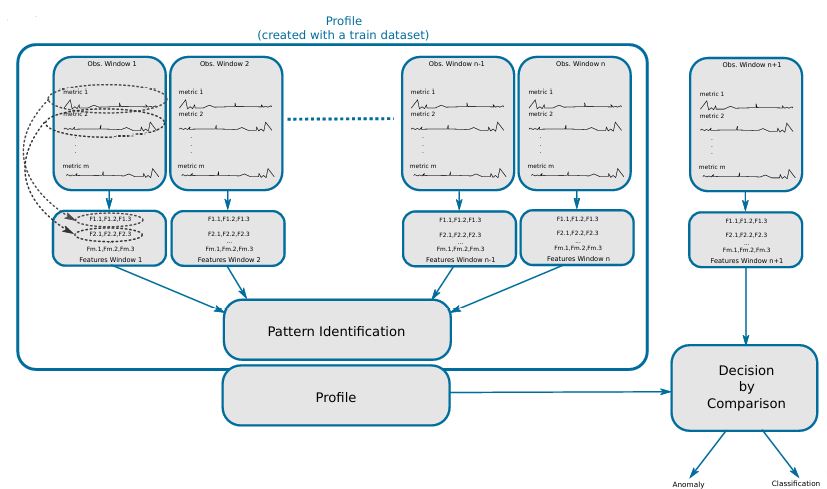 Profile
(created with a train dataset)
Obs. Window 1
metric 1
metric 2
metric m
Obs. Window 2
metric 1
metric 2
metric m
Obs. Window n-1
metric 1
metric 2
metric m
Obs. Window n
metric 1
metric 2
metric m
Obs. Window n+1
metric 1
metric 2
metric m
F1.1,F1.2,F1.3
F2.1,F2.2,F2.3
...
Fm.1,Fm.2,Fm.3
Features Window 1
F1.1,F1.2,F1.3
F2.1,F2.2,F2.3
...
Fm.1,Fm.2,Fm.3
Features Window 2
F1.1,F1.2,F1.3
F2.1,F2.2,F2.3
...
Fm.1,Fm.2,Fm.3
Features Window n-1
F1.1,F1.2,F1.3
F2.1,F2.2,F2.3
...
Fm.1,Fm.2,Fm.3
Features Window n
F1.1,F1.2,F1.3
F2.1,F2.2,F2.3
...
Fm.1,Fm.2,Fm.3
Features Window n+1
Pattern Identification
Profile
Decision
by
Comparison
Anomaly
Classification